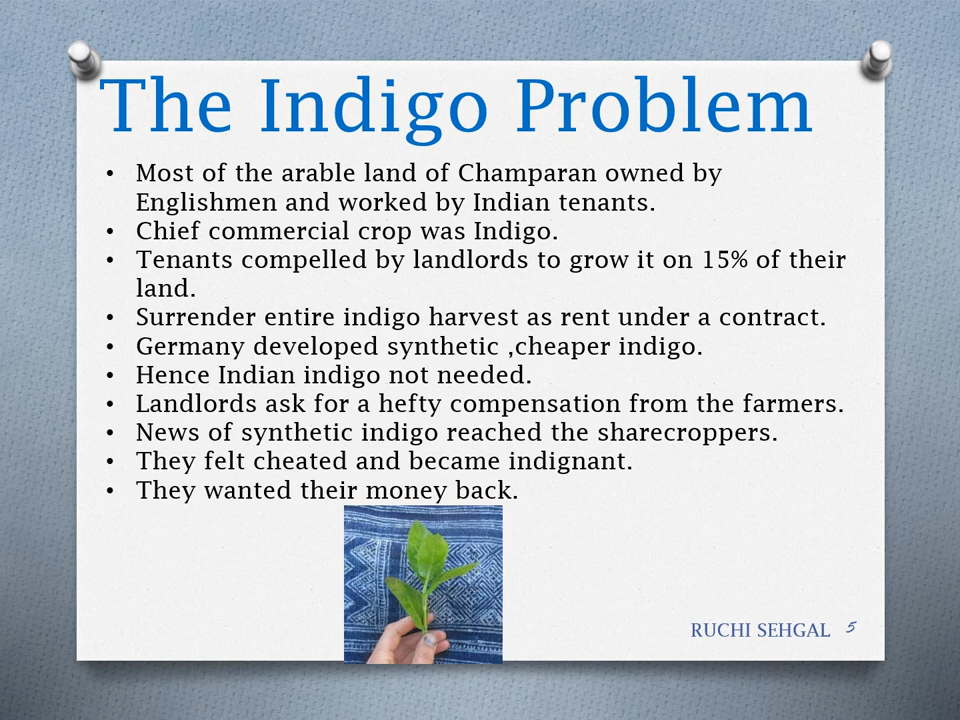 The Indigo Problem
• Most of the arable land of Champaran owned by
Englishmen and worked by Indian tenants.
• Chief commercial crop was Indigo.
• Tenants compelled by landlords to grow it on 15% of their
land.
• Surrender entire indigo harvest as rent under a contract.
• Germany developed synthetic ,cheaper indigo.
• Hence Indian indigo not needed.
• Landlords ask for a hefty compensation from the farmers.
• News of synthetic indigo reached the sharecroppers.
• They felt cheated and became indignant.
• They wanted their money back.
RUCHI SEHGAL 5